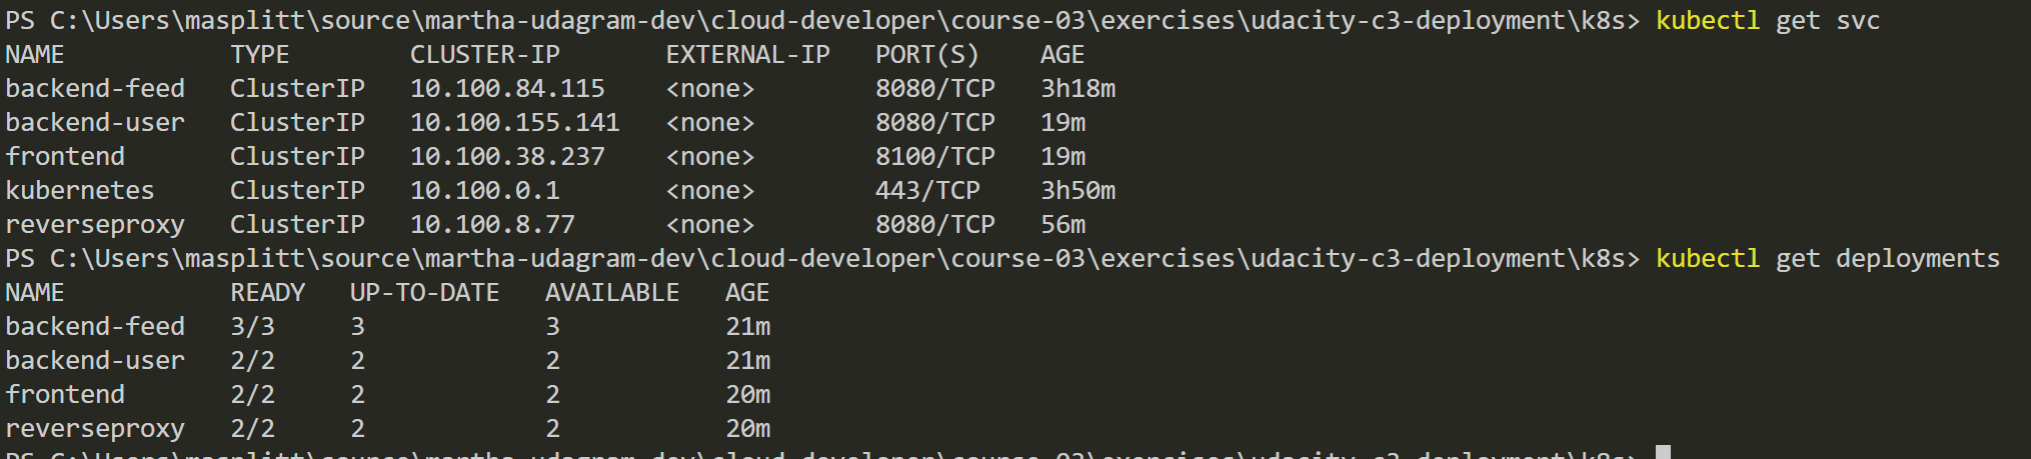 PS C:\Users\masplitt\source\martha-udagram-dev\cloud-developer\course-03\exercises\udacity-c3-deployment\k8s> kubectl get svc
NAME TYPE CLUSTER-IP EXTERNAL-IP PORT(S) AGE
backend-feed ClusterIP 10.100.84.115 <none> 8080/TCP 3h18m
backend-user ClusterIP 10.100.155.141 <none> 8080/TCP 19m
frontend ClusterIP 10.100.38.237 <none> 8100/TCP 19m
kubernetes ClusterIP 10.100.0.1 <none> 443/TCP 3h50m
reverseproxy ClusterIP 10.100.8.77 <none> 8080/TCP 56m
PS C:\Users\masplitt\source\martha-udagram-dev\cloud-developer\course-03\exercises\udacity-c3-deployment\k8s> kubectl get deployments
NAME READY UP-TO-DATE AVAILABLE AGE
backend-feed 3/3 3 3 21m
backend-user 2/2 2 2 21m
frontend 2/2 2 2 20m
reverseproxy 2/2 2 2 20m
PS C:\Users\masplitt\source\martha-udagram-dev\cloud-developer\course-03\exercises\udacity-c3-deployment\k8s>